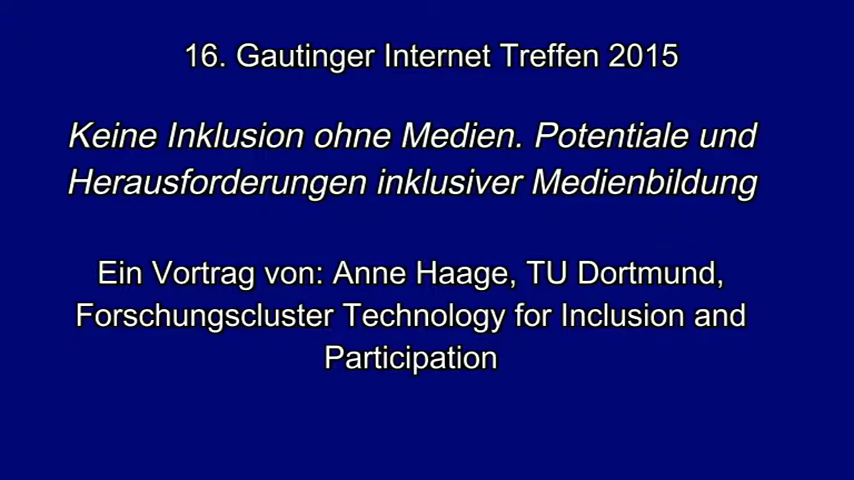 16. Gautinger Internet Treffen 2015
Keine Inklusion ohne Medien. Potentiale und
Herausforderungen inklusiver Medienbildung
Ein Vortrag von: Anne Haage, TU Dortmund,
Forschungscluster Technology for Inclusion and
Participation